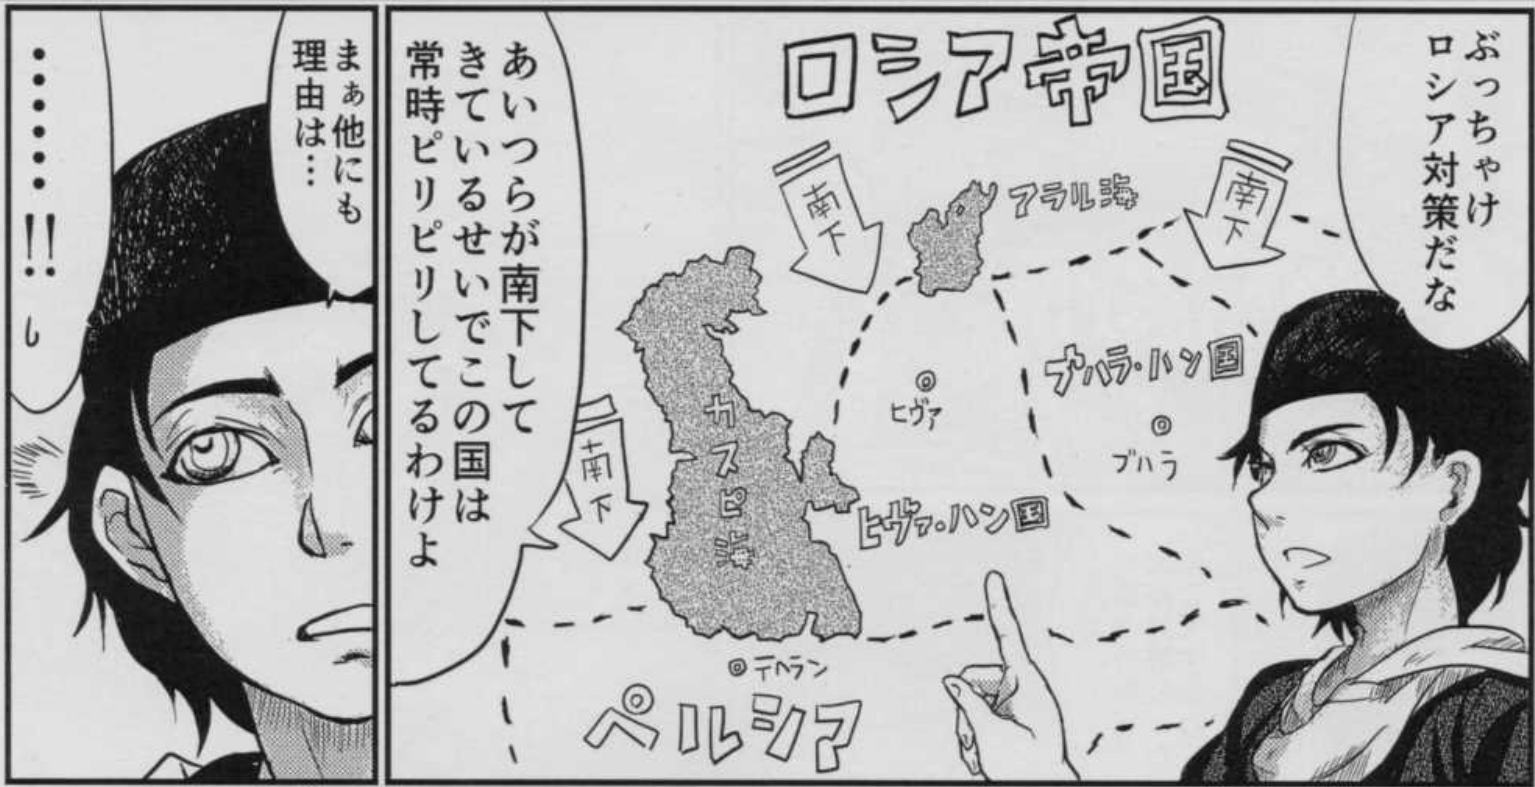 ぶっちゃけ
ロシア対策だな
ロシア帝国
南下
アラル海
南下
ブハラ・ハン国
ブハラ
ヒヴァ
ヒヴァ・ハン国
カスピ海
南下
テヘラン
ペルシア
あいつらが南下して
きているせいでこの国は
常時ピリピリしてるわけよ
まぁ他にも
理由は…
・・・・・・!!